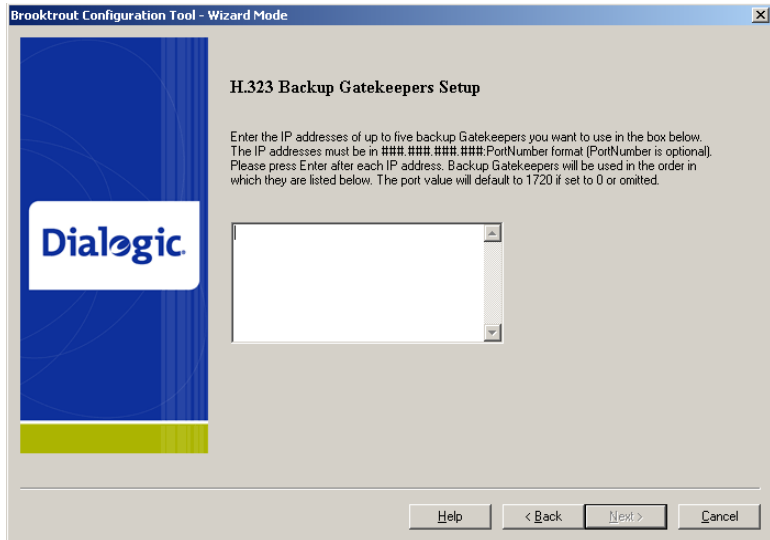 Brooktrout Configuration Tool - Wizard Mode
H.323 Backup Gatekeepers Setup
Enter the IP addresses of up to five backup Gatekeepers you want to use in the box below.
The IP addresses must be in ###.###.###.###:PortNumber format (PortNumber is optional).
Please press Enter after each IP address. Backup Gatekeepers will be used in the order in
which they are listed below. The port value will default to 1720 if set to 0 or omitted.
Dialogic.
Help
< Back
Next >
Cancel